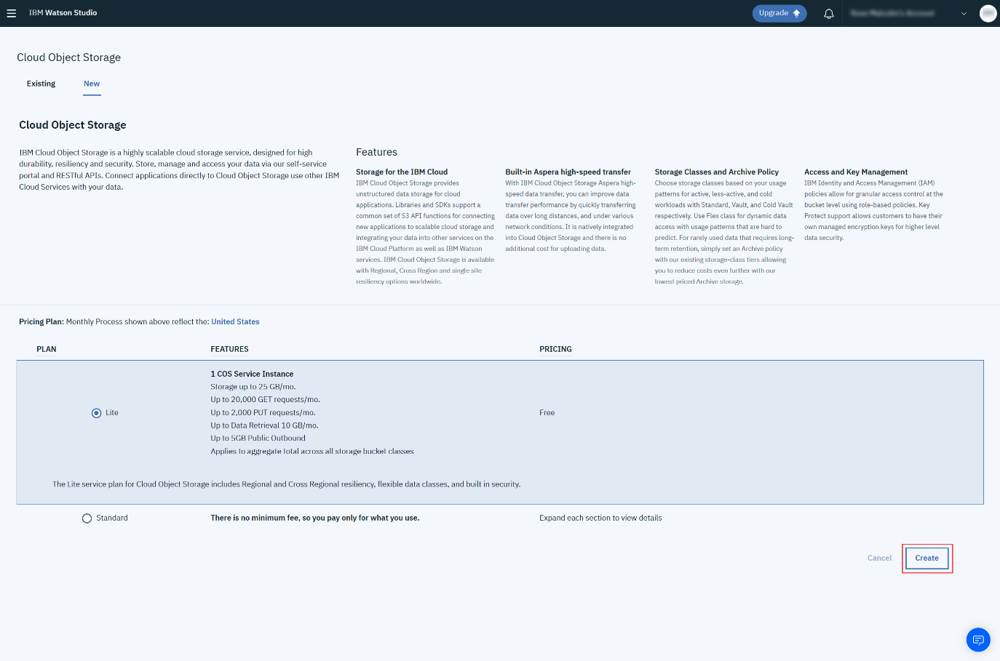 IBM Watson Studio
Upgrade
Cloud Object Storage
Existing
New
Cloud Object Storage
IBM Cloud Object Storage is a highly scalable cloud storage service, designed for high
durability, resiliency and security. Store, manage and access your data via our self-service
portal and RESTful APIs. Connect applications directly to Cloud Object Storage use other IBM
Cloud Services with your data.
Features
Storage for the IBM Cloud
IBM Cloud Object Storage provides
unstructured data storage for cloud
applications. Libraries and SDKs support a
common set of S3 API functions for connecting
new applications to scalable cloud storage and
integrating your data into other services on the
IBM Cloud Platform as well as IBM Watson
services. IBM Cloud Object Storage is available
with Regional, Cross Region and single site
resiliency options worldwide.
Built-in Aspera high-speed transfer
With IBM Cloud Object Storage Aspera high-
speed data transfer, you can improve data
transfer performance by quickly transferring
data over long distances, and under various
network conditions. It is natively integrated
into Cloud Object Storage and there is no
additional cost for uploading data.
Storage Classes and Archive Policy
Choose storage classes based on your usage
patterns for active, less-active, and cold
workloads with Standard, Vault, and Cold Vault
respectively. Use Flex class for dynamic data
access with usage patterns that are hard to
predict. For rarely used data that requires long-
term retention, simply set an Archive policy
with our existing storage-class tiers allowing
you to reduce costs even further with our
lowest priced Archive storage.
Access and Key Management
IBM Identity and Access Management (IAM)
policies allow for granular access control at the
bucket level using role-based policies. Key
Protect support allows customers to have their
own managed encryption keys for higher level
data security.
Pricing Plan: Monthly Process shown above reflect the: United States
PLAN
FEATURES
PRICING
1 COS Service Instance
Storage up to 25 GB/mo.
Up to 20,000 GET requests/mo.
Up to 2,000 PUT requests/mo.
Up to Data Retrieval 10 GB/mo.
Up to 5GB Public Outbound
Applies to aggregate total across all storage bucket classes
Lite
Free
The Lite service plan for Cloud Object Storage includes Regional and Cross Regional resiliency, flexible data classes, and built in security.
Standard
There is no minimum fee, so you pay only for what you use.
Expand each section to view details
Cancel
Create